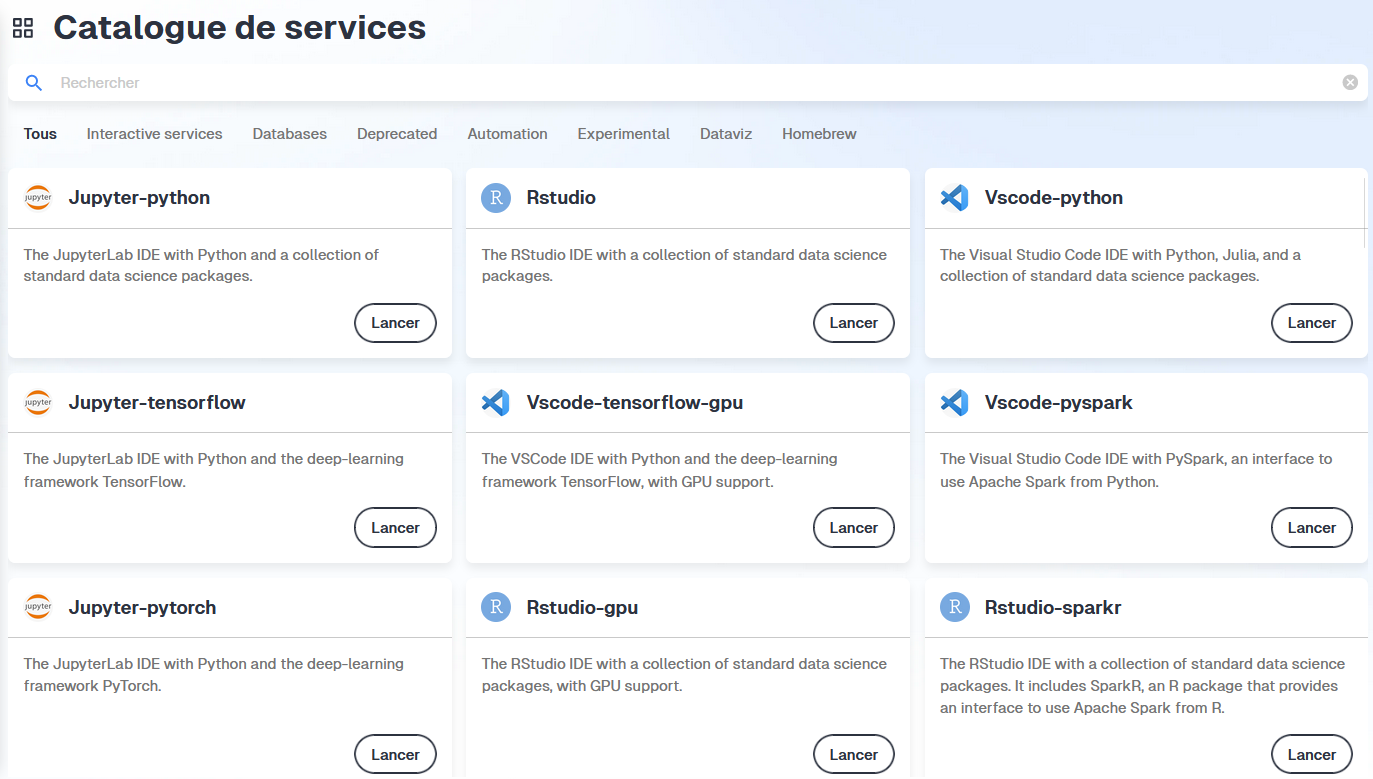 Catalogue de services
Rechercher
Tous Interactive services Databases Deprecated Automation Experimental Dataviz Homebrew
jupyter Jupyter-python
The JupyterLab IDE with Python and a collection of
standard data science packages.
Lancer
R Rstudio
The RStudio IDE with a collection of standard data science
packages.
Lancer
Vscode-python
The Visual Studio Code IDE with Python, Julia, and a
collection of standard data science packages.
Lancer
jupyter Jupyter-tensorflow
The JupyterLab IDE with Python and the deep-learning
framework TensorFlow.
Lancer
Vscode-tensorflow-gpu
The VSCode IDE with Python and the deep-learning
framework TensorFlow, with GPU support.
Lancer
Vscode-pyspark
The Visual Studio Code IDE with PySpark, an interface to
use Apache Spark from Python.
Lancer
jupyter Jupyter-pytorch
The JupyterLab IDE with Python and the deep-learning
framework PyTorch.
Lancer
R Rstudio-gpu
The RStudio IDE with a collection of standard data science
packages, with GPU support.
Lancer
R Rstudio-sparkr
The RStudio IDE with a collection of standard data science
packages. It includes SparkR, an R package that provides
an interface to use Apache Spark from R.
Lancer